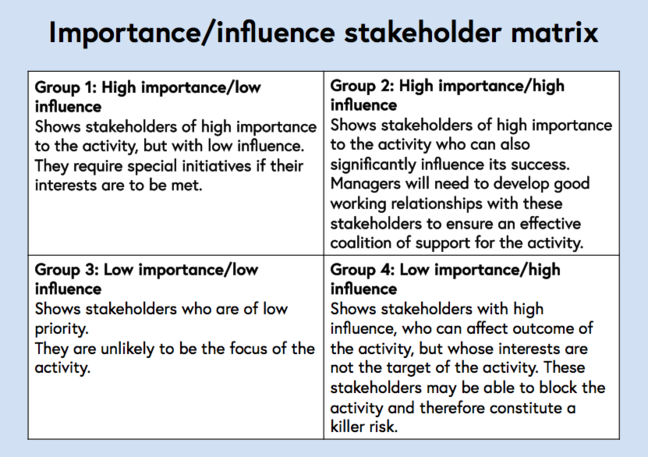 Importance/influence stakeholder matrix
Group 1: High importance/low
influence
Shows stakeholders of high importance
to the activity, but with low influence.
They require special initiatives if their
interests are to be met.
Group 2: High importance/high
influence
Shows stakeholders of high importance
to the activity who can also
significantly influence its success.
Managers will need to develop good
working relationships with these
stakeholders to ensure an effective
coalition of support for the activity.
Group 3: Low importance/low
influence
Shows stakeholders who are of low
priority.
They are unlikely to be the focus of the
activity.
Group 4: Low importance/high
influence
Shows stakeholders with high
influence, who can affect outcome of
the activity, but whose interests are
not the target of the activity. These
stakeholders may be able to block the
activity and therefore constitute a
killer risk.